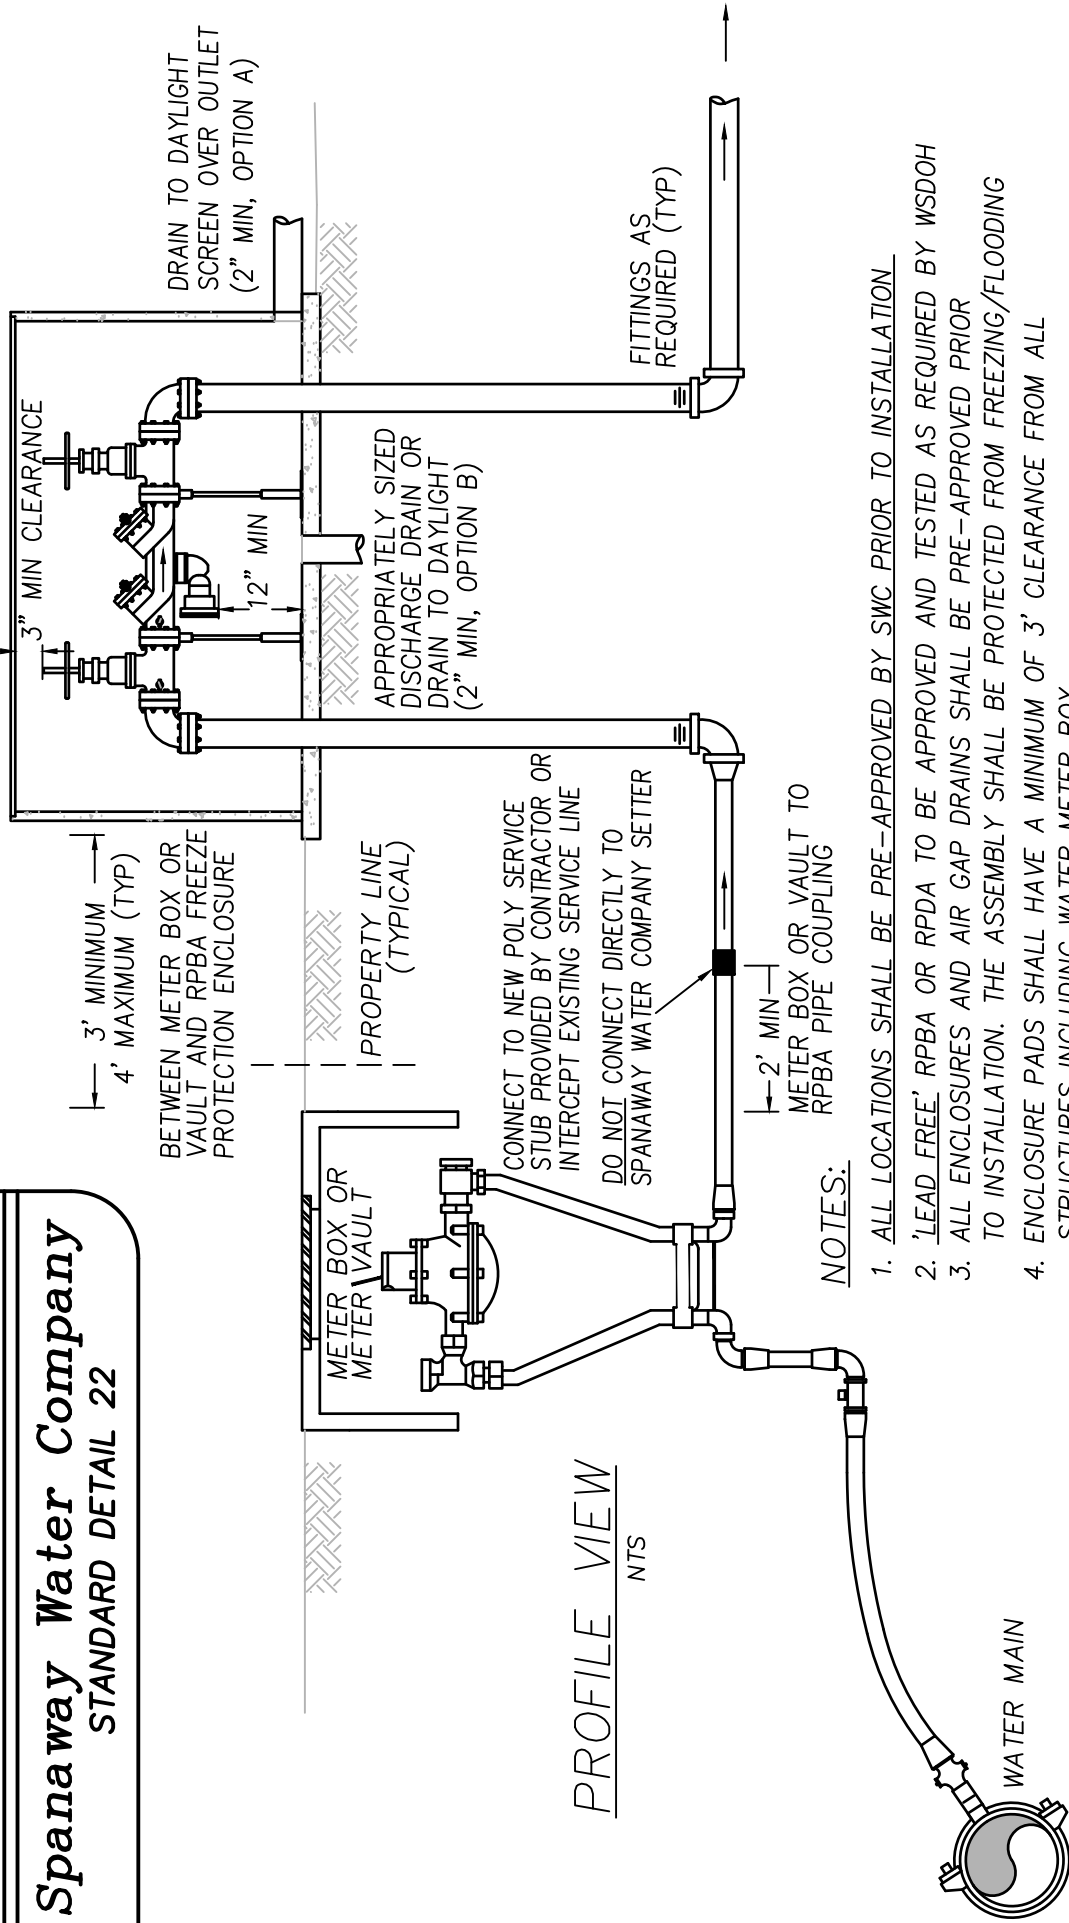 Spanaway Water Company
STANDARD DETAIL 22
3' MINIMUM
4' MAXIMUM (TYP)
BETWEEN METER BOX OR
VAULT AND RPBA FREEZE
PROTECTION ENCLOSURE
3" MIN CLEARANCE
DRAIN TO DAYLIGHT
SCREEN OVER OUTLET
(2" MIN, OPTION A)
12" MIN
PROPERTY LINE
(TYPICAL)
APPROPRIATELY SIZED
DISCHARGE DRAIN OR
DRAIN TO DAYLIGHT
(2" MIN, OPTION B)
METER BOX OR
METER VAULT
CONNECT TO NEW POLY SERVICE
STUB PROVIDED BY CONTRACTOR OR
INTERCEPT EXISTING SERVICE LINE
DO NOT CONNECT DIRECTLY TO
SPANAWAY WATER COMPANY SETTER
FITTINGS AS
REQUIRED (TYP)
2' MIN
METER BOX OR VAULT TO
RPBA PIPE COUPLING
PROFILE VIEW
NTS
WATER MAIN
NOTES:
1. ALL LOCATIONS SHALL BE PRE-APPROVED BY SWC PRIOR TO INSTALLATION
2. 'LEAD FREE' RPBA OR RPDA TO BE APPROVED AND TESTED AS REQUIRED BY WSDOH
3. ALL ENCLOSURES AND AIR GAP DRAINS SHALL BE PRE-APPROVED PRIOR
TO INSTALLATION. THE ASSEMBLY SHALL BE PROTECTED FROM FREEZING/FLOODING
4. ENCLOSURE PADS SHALL HAVE A MINIMUM OF 3' CLEARANCE FROM ALL
STRUCTURES INCLUDING WATER METER BOX